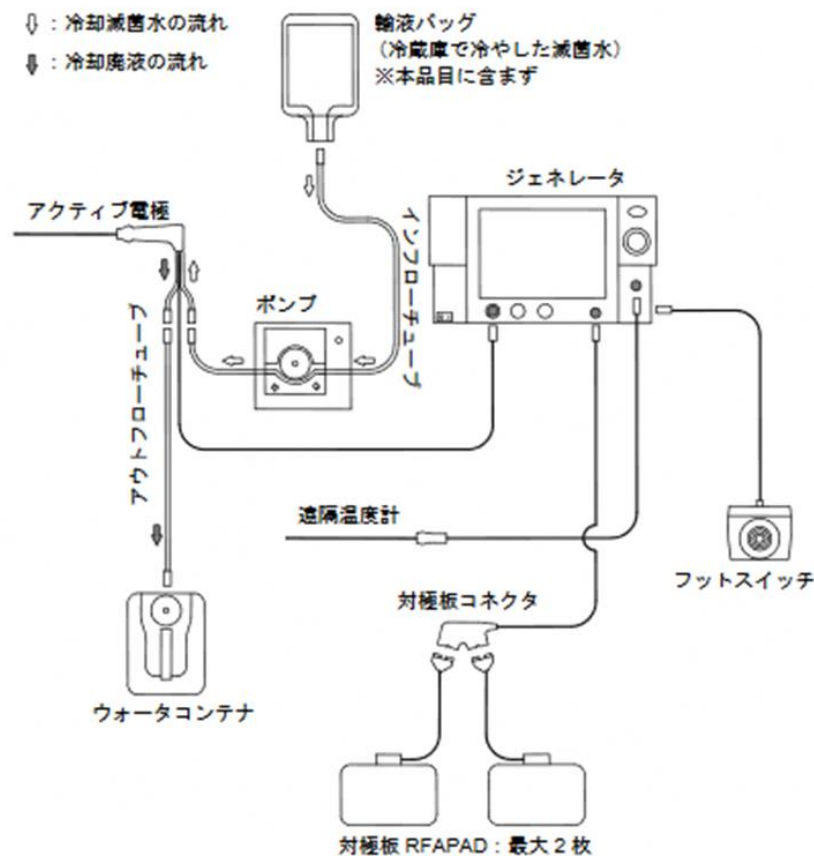 ：冷却滅菌水の流れ
：冷却廃液の流れ
輸液バッグ
（冷蔵庫で冷やした滅菌水）
※本品目に含まず
ジェネレータ
アクティブ電極
インフローチューブ
ポンプ
アウトフローチューブ
遠隔温度計
フットスイッチ
対極板コネクタ
ウォータコンテナ
対極板 RFAPAD：最大 2 枚